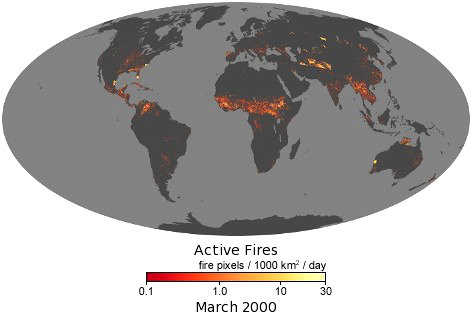 Active Fires
fire pixels / 1000 km² / day
0.1 1.0 10 30
March 2000